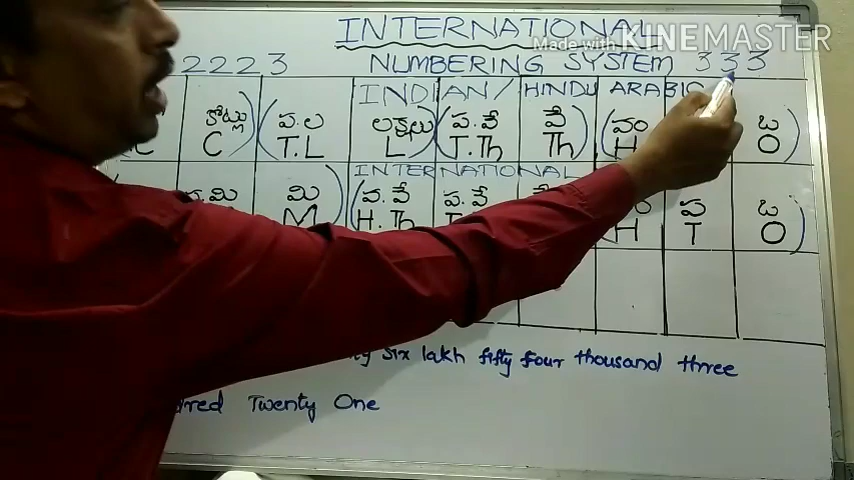 INTERNATIONAL
Made with KINEMASTER
2223 NUMBERING SYSTEM 333
INDIAN / HINDU ARABIC
కోట్లు ప.ల లక్షలు ప.వే వే వం ఒ
C T.L L T.Th Th H O
INTERNATIONAL
ప.మి మి వ.వే ప.వే ప ఒ
M H.Th H T O
Six lakh fifty four thousand three
Twenty One